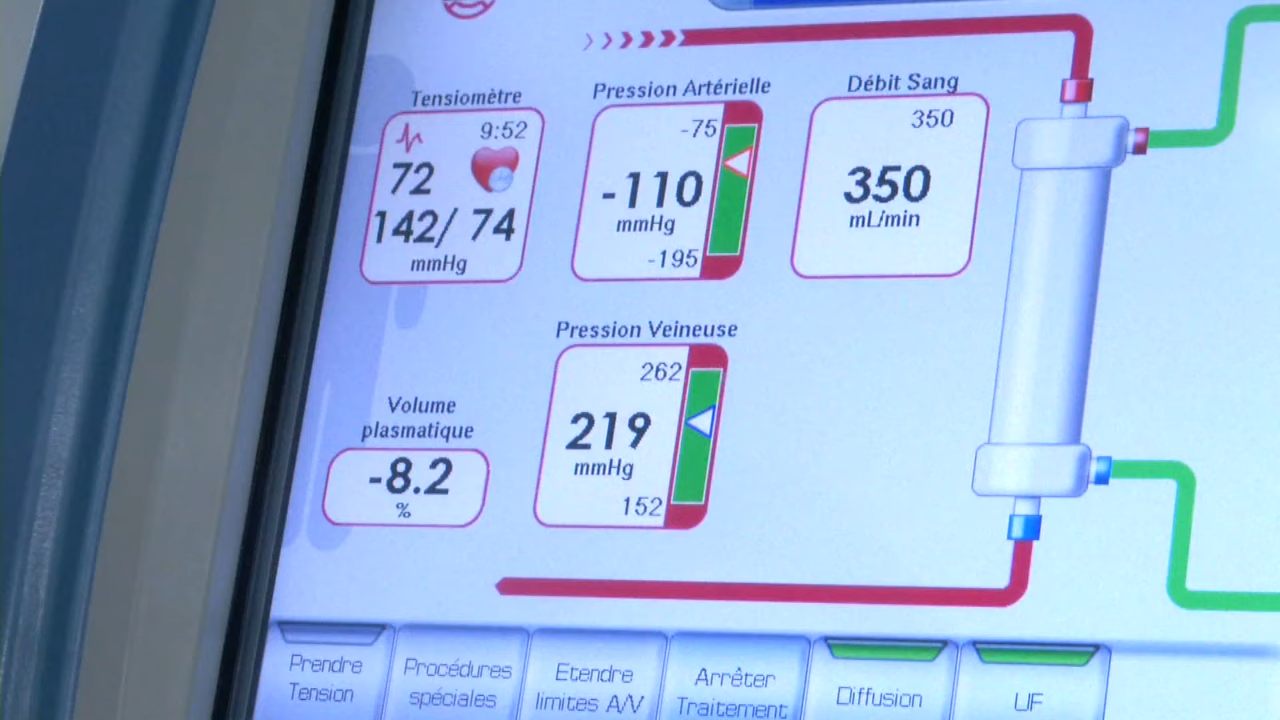 Tensiomètre
9:52
72
142/ 74
mmHg
Pression Artérielle
-75
-110
mmHg
-195
Débit Sang
350
350
mL/min
Pression Veineuse
262
219
mmHg
152
Volume
plasmatique
-8.2
%
Prendre
Tension
Procédures
spéciales
Etendre
limites A/V
Arrêter
Traitement
Diffusion
UF